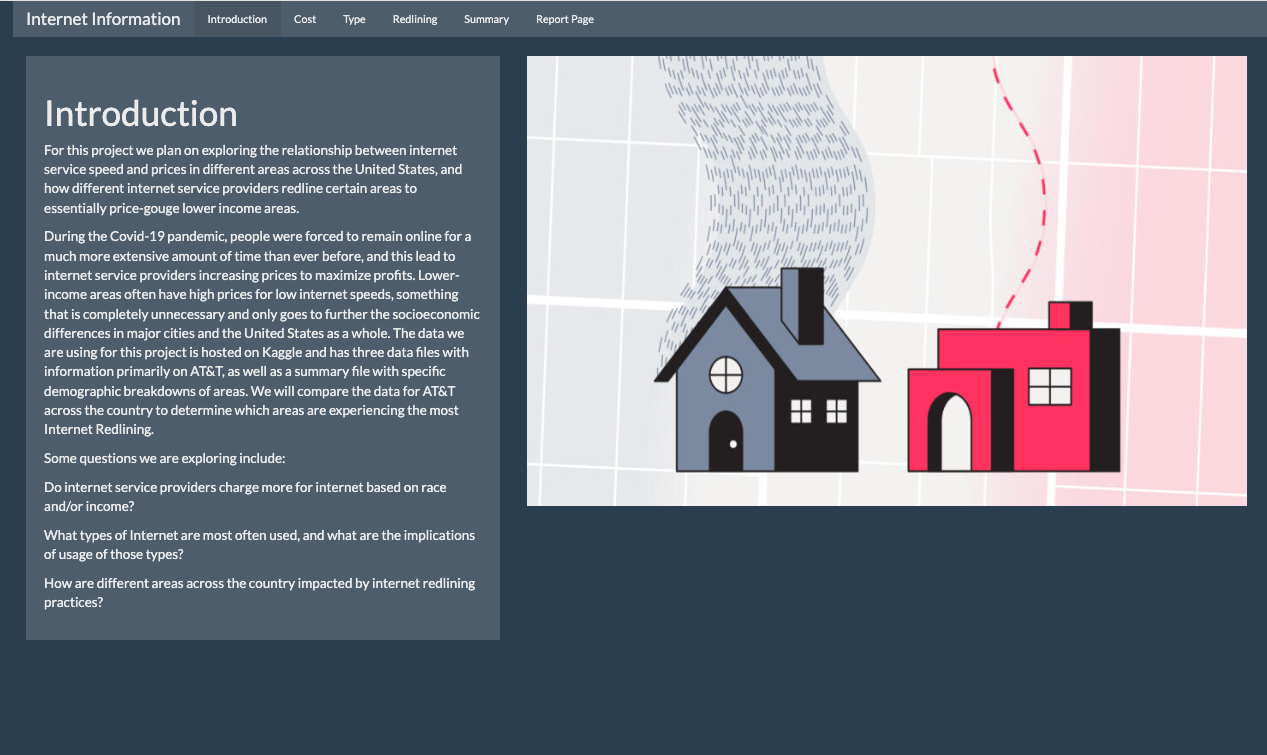 Internet Information
Introduction
Cost
Type
Redlining
Summary
Report Page
Introduction
For this project we plan on exploring the relationship between internet
service speed and prices in different areas across the United States, and
how different internet service providers redline certain areas to
essentially price-gouge lower income areas.
During the Covid-19 pandemic, people were forced to remain online for a
much more extensive amount of time than ever before, and this lead to
internet service providers increasing prices to maximize profits. Lower-
income areas often have high prices for low internet speeds, something
that is completely unnecessary and only goes to further the socioeconomic
differences in major cities and the United States as a whole. The data we
are using for this project is hosted on Kaggle and has three data files with
information primarily on AT&T, as well as a summary file with specific
demographic breakdowns of areas. We will compare the data for AT&T
across the country to determine which areas are experiencing the most
Internet Redlining.
Some questions we are exploring include:
Do internet service providers charge more for internet based on race
and/or income?
What types of Internet are most often used, and what are the implications
of usage of those types?
How are different areas across the country impacted by internet redlining
practices?